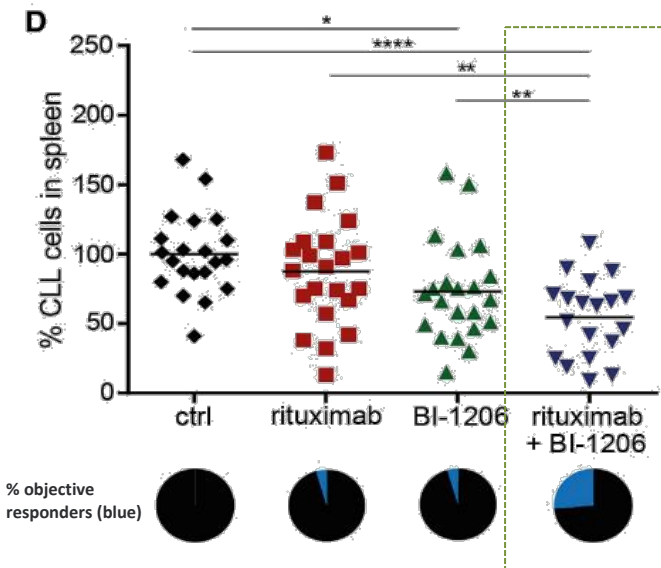 D
*
****
**
**
250
200
150
100
50
0
% CLL cells in spleen
ctrl
rituximab
BI-1206
rituximab
+ BI-1206
% objective
responders (blue)